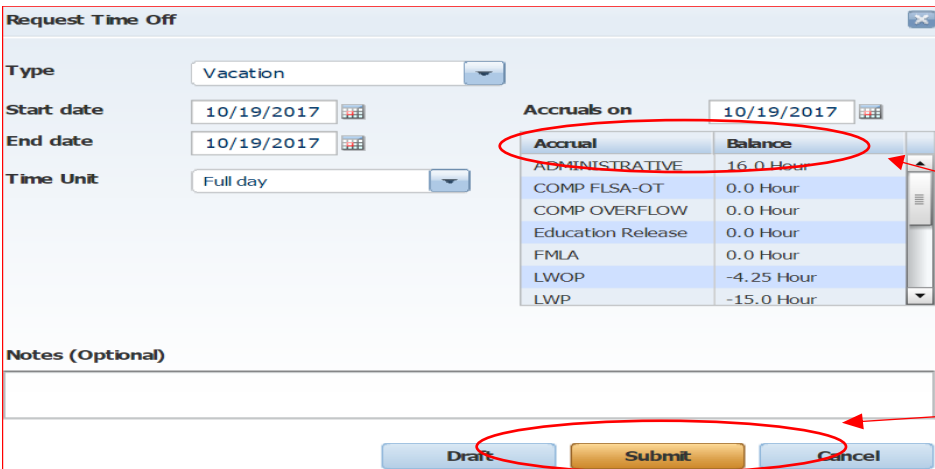 Request Time Off
Type Vacation
Start date 10/19/2017 Accruals on 10/19/2017
End date 10/19/2017
Accrual Balance
ADMINISTRATIVE 16.0 Hour
Time Unit Full day
COMP FLSA-OT 0.0 Hour
COMP OVERFLOW 0.0 Hour
Education Release 0.0 Hour
FMLA 0.0 Hour
LWOP -4.25 Hour
LWP -15.0 Hour
Notes (Optional)
Draft Submit Cancel